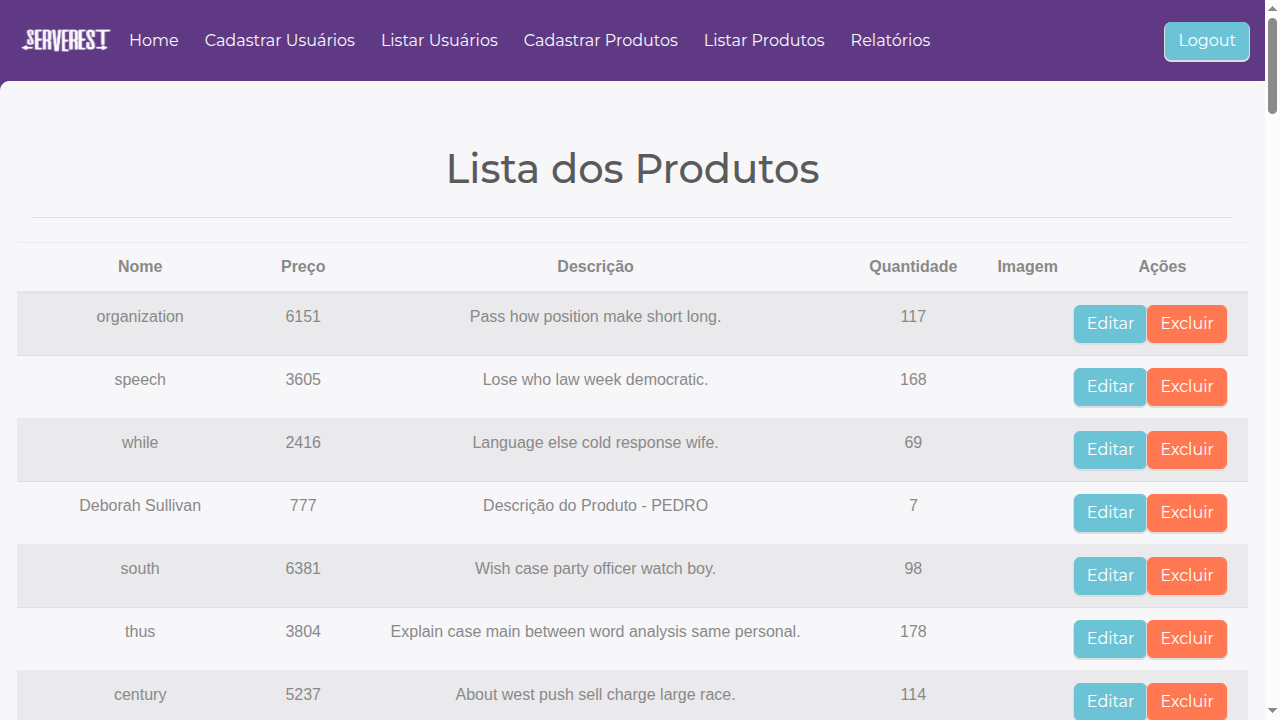 SERVEREST Home Cadastrar Usuários Listar Usuários Cadastrar Produtos Listar Produtos Relatórios Logout
Lista dos Produtos
Nome Preço Descrição Quantidade Imagem Ações
organization 6151 Pass how position make short long. 117 Editar Excluir
speech 3605 Lose who law week democratic. 168 Editar Excluir
while 2416 Language else cold response wife. 69 Editar Excluir
Deborah Sullivan 777 Descrição do Produto - PEDRO 7 Editar Excluir
south 6381 Wish case party officer watch boy. 98 Editar Excluir
thus 3804 Explain case main between word analysis same personal. 178 Editar Excluir
century 5237 About west push sell charge large race. 114 Editar Excluir